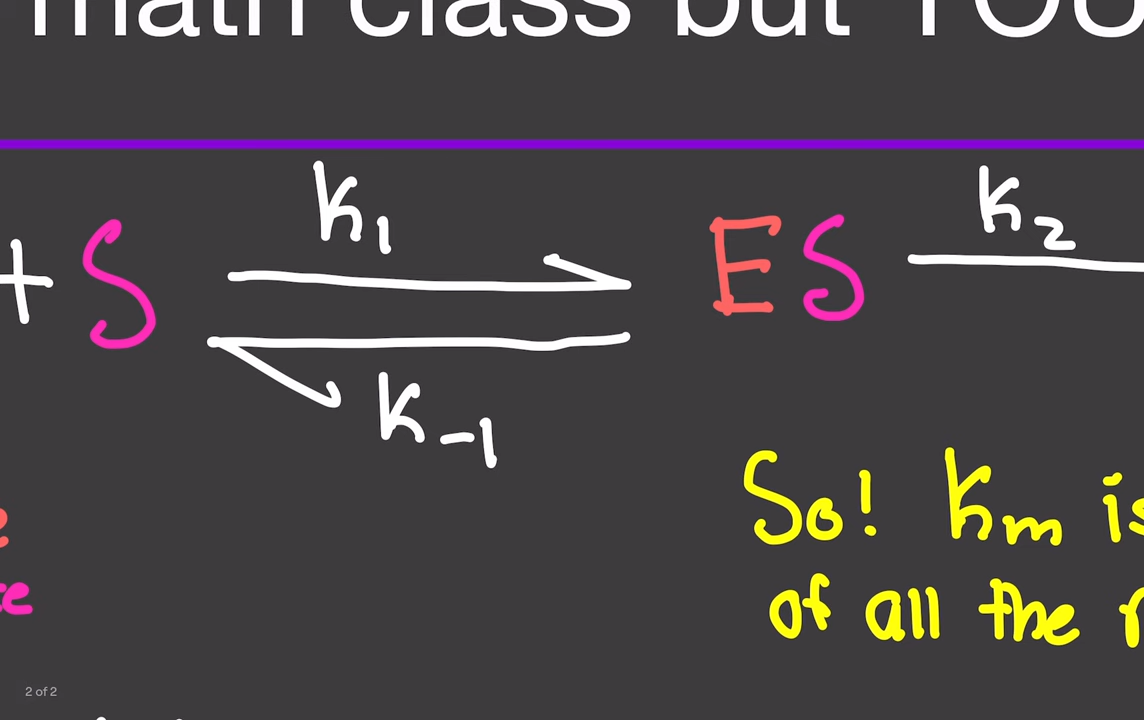 math class but YOU
k₁
+ S ES k₂
k₋₁
So! km is
of all the
2 of 2